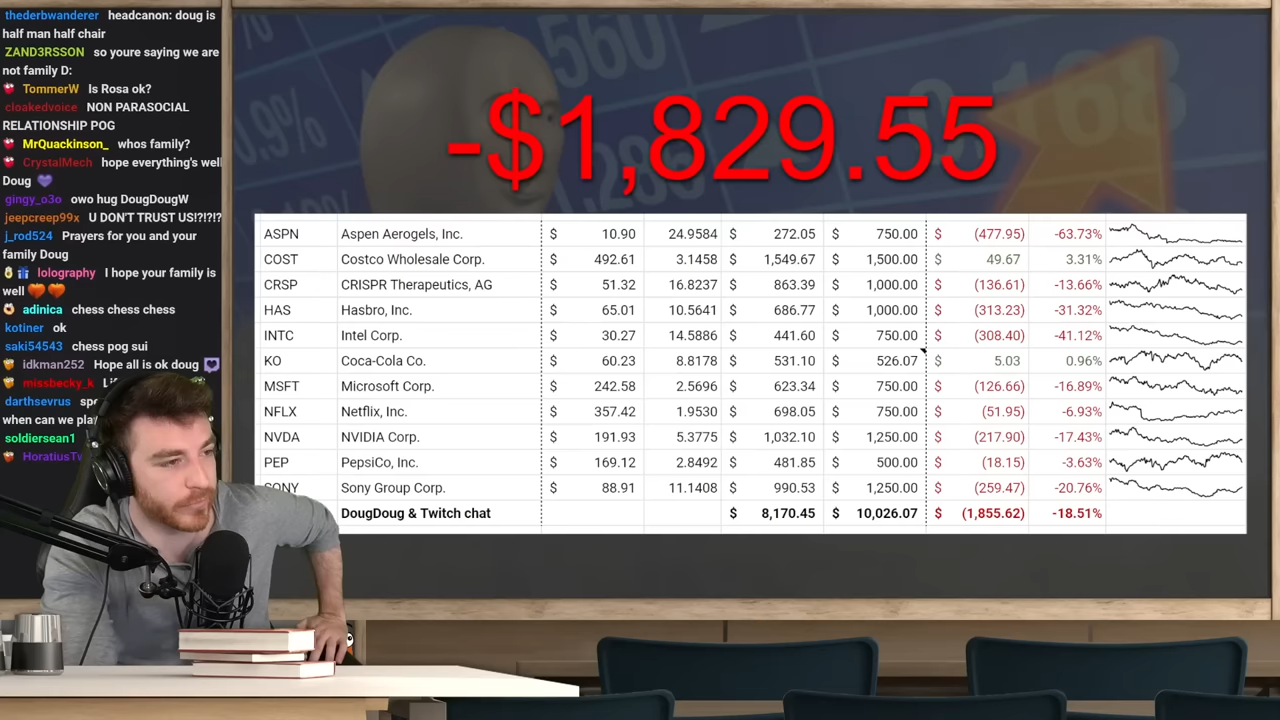 thederbwanderer headcanon: doug is
half man half chair
ZAND3RSSON so youre saying we are
not family D:
TommerW Is Rosa ok?
cloakedvoice NON PARASOCIAL
RELATIONSHIP POG
MrQuackinson_ whos family?
CrystalMech hope everything's well
Doug
gingy_o3o owo hug DougDougW
jeepcreep99x U DON'T TRUST US!?!?!?
j_rod524 Prayers for you and your
family Doug
lolography I hope your family is
well
adinica chess chess chess
kotiner ok
saki54543 chess pog sui
idkman252 Hope all is ok doug
missbecky_k
darthsevrus
when can we
soldiersean1
-$1,829.55
ASPN Aspen Aerogels, Inc. $ 10.90 24.9584 $ 272.05 $ 750.00 $ (477.95) -63.73%
COST Costco Wholesale Corp. $ 492.61 3.1458 $ 1,549.67 $ 1,500.00 $ 49.67 3.31%
CRSP CRISPR Therapeutics, AG $ 51.32 16.8237 $ 863.39 $ 1,000.00 $ (136.61) -13.66%
HAS Hasbro, Inc. $ 65.01 10.5641 $ 686.77 $ 1,000.00 $ (313.23) -31.32%
INTC Intel Corp. $ 30.27 14.5886 $ 441.60 $ 750.00 $ (308.40) -41.12%
KO Coca-Cola Co. $ 60.23 8.8178 $ 531.10 $ 526.07 $ 5.03 0.96%
MSFT Microsoft Corp. $ 242.58 2.5696 $ 623.34 $ 750.00 $ (126.66) -16.89%
NFLX Netflix, Inc. $ 357.42 1.9530 $ 698.05 $ 750.00 $ (51.95) -6.93%
NVDA NVIDIA Corp. $ 191.93 5.3775 $ 1,032.10 $ 1,250.00 $ (217.90) -17.43%
PEP PepsiCo, Inc. $ 169.12 2.8492 $ 481.85 $ 500.00 $ (18.15) -3.63%
SONY Sony Group Corp. $ 88.91 11.1408 $ 990.53 $ 1,250.00 $ (259.47) -20.76%
DougDoug & Twitch chat $ 8,170.45 $ 10,026.07 $ (1,855.62) -18.51%